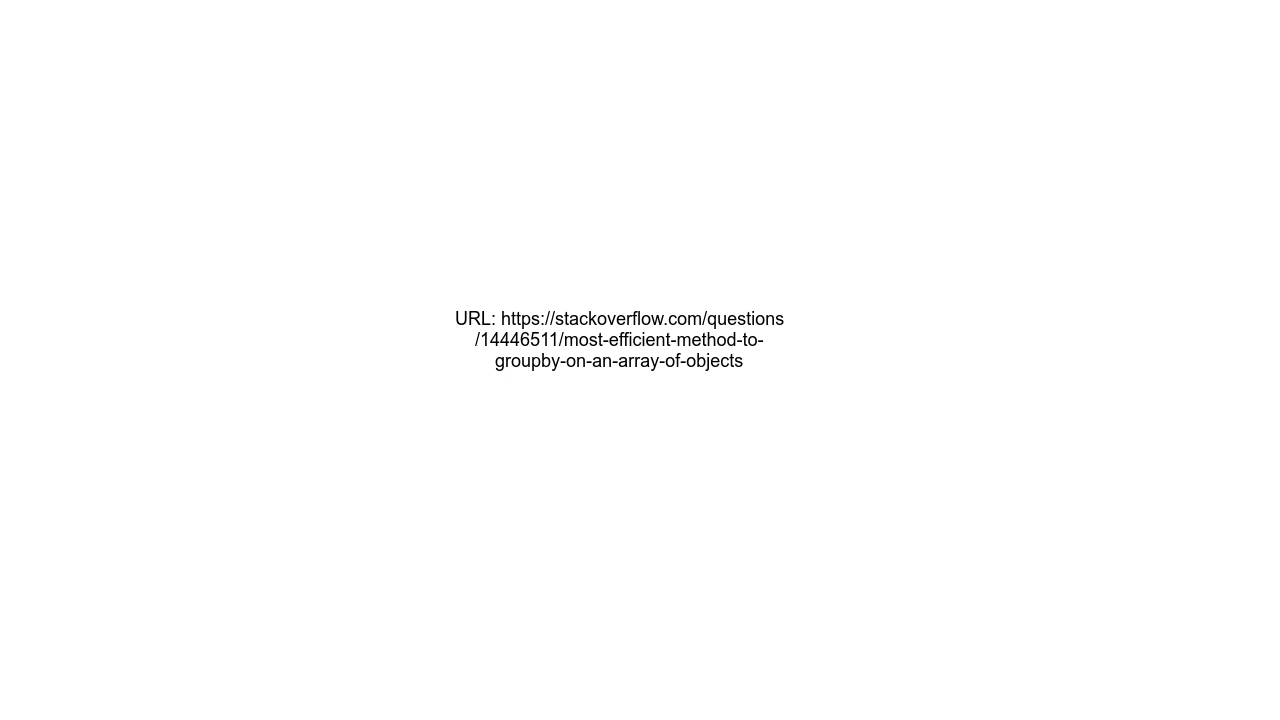 URL: https://stackoverflow.com/questions
/14446511/most-efficient-method-to-
groupby-on-an-array-of-objects